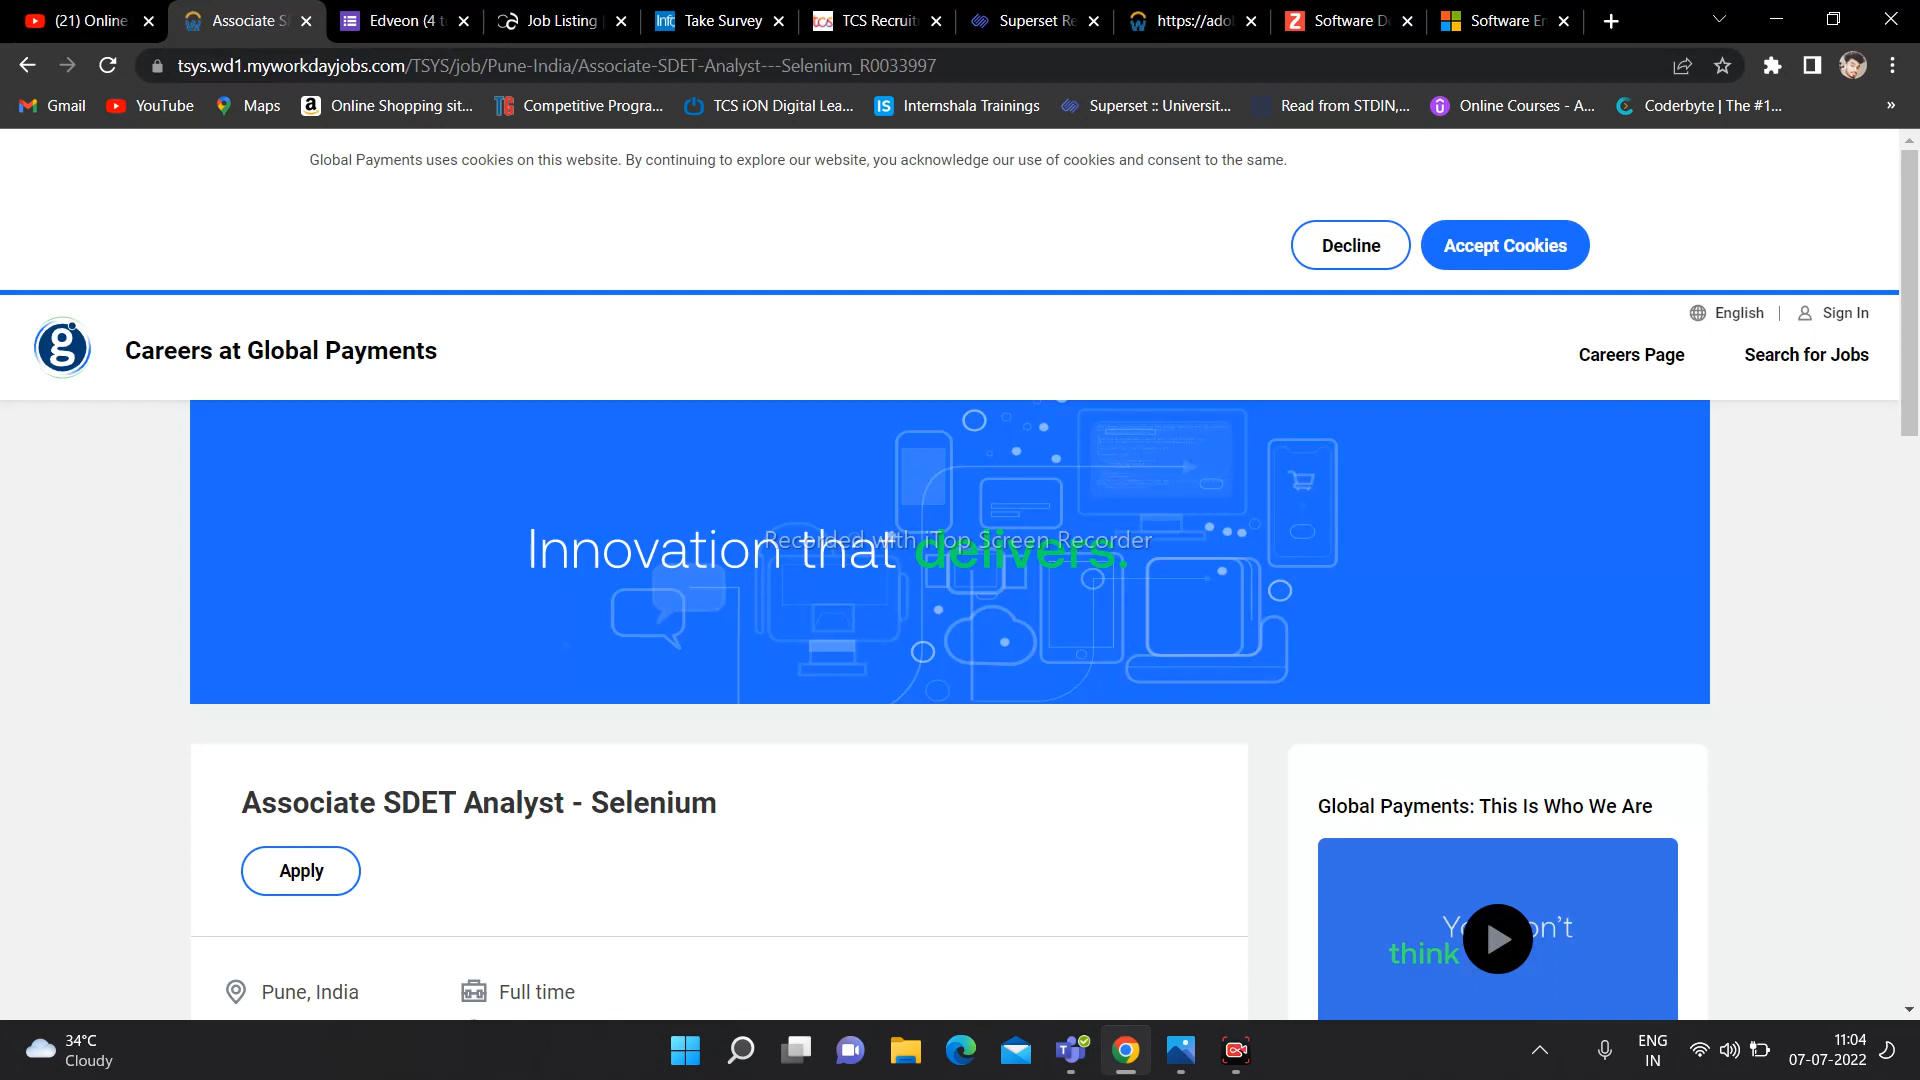 (21) Online
Associate S
Edveon (4 t
Job Listing
Take Survey
TCS Recruit
Superset Re
https://ado
Software D
Software En
tsys.wd1.myworkdayjobs.com/TSYS/job/Pune-India/Associate-SDET-Analyst---Selenium_R0033997
Gmail
YouTube
Maps
Online Shopping sit...
Competitive Progra...
TCS iON Digital Lea...
Internshala Trainings
Superset :: Universit...
Read from STDIN,...
Online Courses - A...
Coderbyte | The #1...
»
Global Payments uses cookies on this website. By continuing to explore our website, you acknowledge our use of cookies and consent to the same.
Decline
Accept Cookies
English | Sign In
Careers at Global Payments
Careers Page
Search for Jobs
Innovation that delivers.
Recorded with iTop Screen Recorder
Associate SDET Analyst - Selenium
Apply
Pune, India
Full time
Global Payments: This Is Who We Are
think
34°C
Cloudy
ENG
IN
11:04
07-07-2022